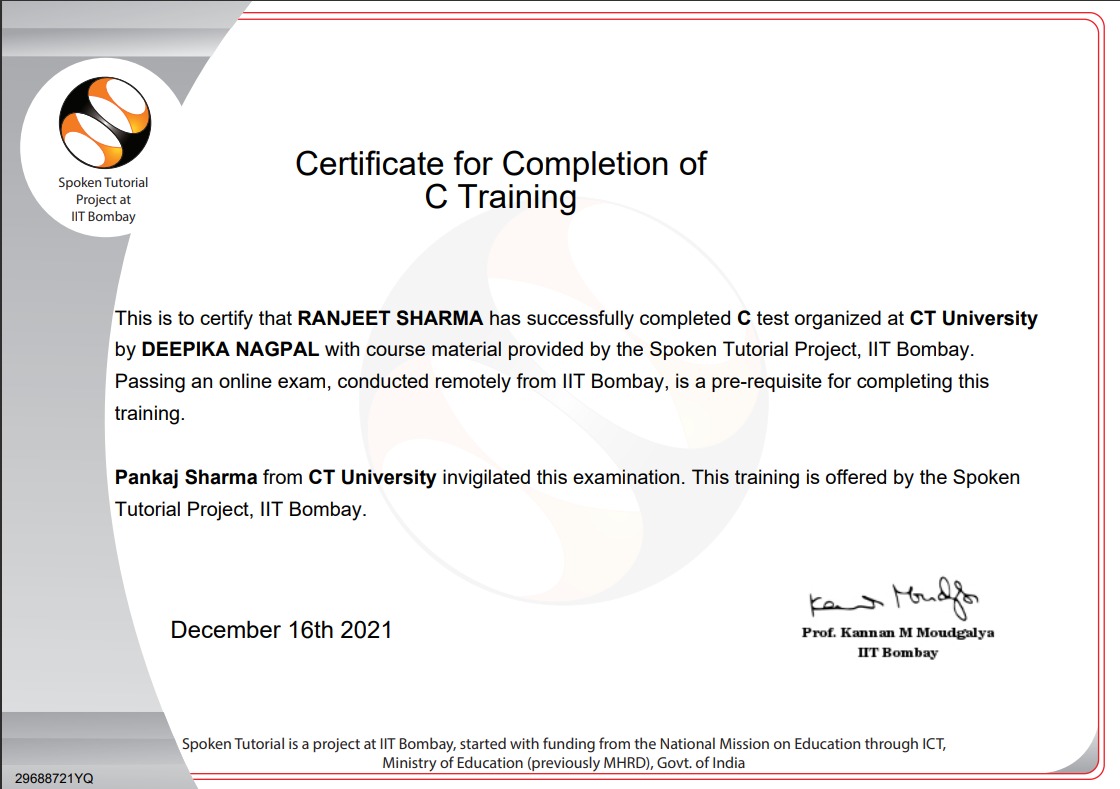 Spoken Tutorial
Project at
IIT Bombay
Certificate for Completion of
C Training
This is to certify that RANJEET SHARMA has successfully completed C test organized at CT University
by DEEPIKA NAGPAL with course material provided by the Spoken Tutorial Project, IIT Bombay.
Passing an online exam, conducted remotely from IIT Bombay, is a pre-requisite for completing this
training.
Pankaj Sharma from CT University invigilated this examination. This training is offered by the Spoken
Tutorial Project, IIT Bombay.
December 16th 2021
Prof. Kannan M Moudgalya
IIT Bombay
Spoken Tutorial is a project at IIT Bombay, started with funding from the National Mission on Education through ICT,
Ministry of Education (previously MHRD), Govt. of India
29688721YQ